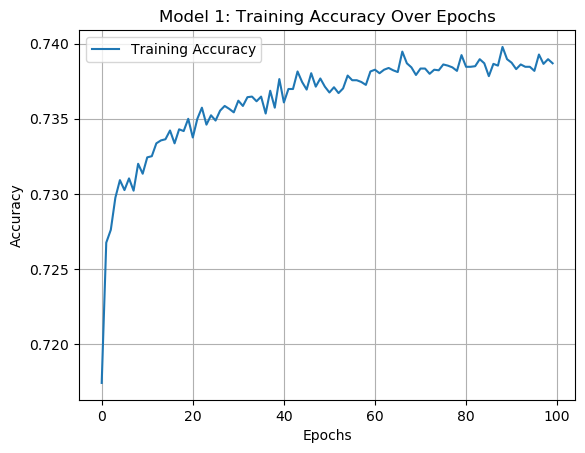 Model 1: Training Accuracy Over Epochs
Training Accuracy
0.740
0.735
0.730
0.725
0.720
Accuracy
0 20 40 60 80 100
Epochs